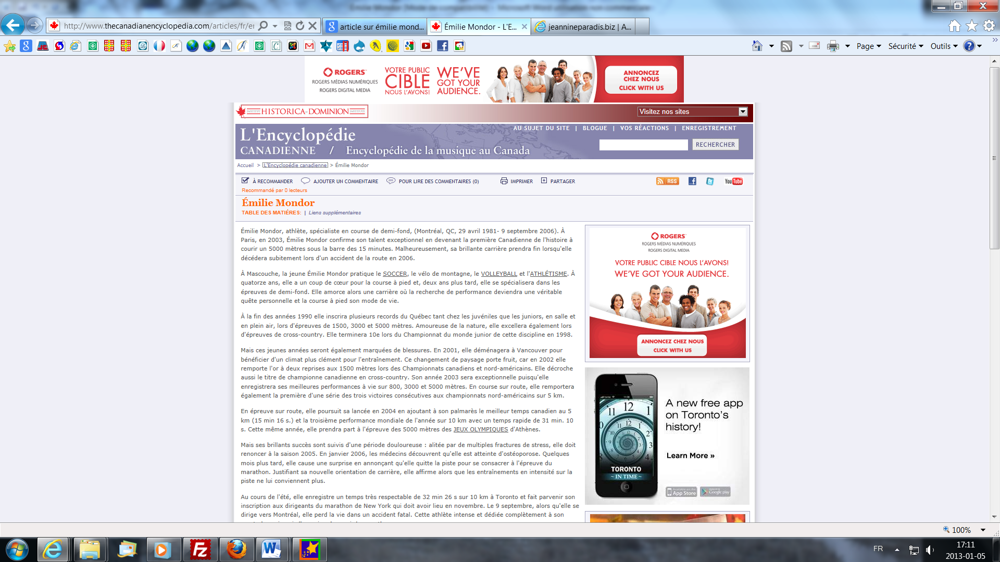 Émilie Mondor [Mode de compatibilité] - Microsoft Word utilisation non commerciale
http://www.thecanadianencyclopedia.com/articles/fr/er
article sur émilie mond...
Émilie Mondor - L'E...
jeannineparadis.biz | A...
Page
Sécurité
Outils
ROGERS
ROGERS MÉDIAS NUMÉRIQUES
ROGERS DIGITAL MEDIA
VOTRE PUBLIC
CIBLE
NOUS L'AVONS!
WE'VE
GOT YOUR
AUDIENCE.
ANNONCEZ
CHEZ NOUS
CLICK WITH US
INSTITUT HISTORICA-DOMINION INSTITUTE
Visitez nos sites
AU SUJET DU SITE | BLOGUE | VOS RÉACTIONS | ENREGISTREMENT
L'Encyclopédie
CANADIENNE / Encyclopédie de la musique au Canada
RECHERCHER
Accueil > L'Encyclopédie canadienne > Émilie Mondor
À RECOMMANDER AJOUTER UN COMMENTAIRE POUR LIRE DES COMMENTAIRES (0) IMPRIMER PARTAGER RSS YouTube
Recommandé par 0 lecteurs
Émilie Mondor
TABLE DES MATIÈRES: | Liens supplémentaires
Émilie Mondor, athlète, spécialiste en course de demi-fond, (Montréal, QC, 29 avril 1981- 9 septembre 2006). À
Paris, en 2003, Émilie Mondor confirme son talent exceptionnel en devenant la première Canadienne de l'histoire à
courir un 5000 mètres sous la barre des 15 minutes. Malheureusement, sa brillante carrière prendra fin lorsqu'elle
décédera subitement lors d'un accident de la route en 2006.
À Mascouche, la jeune Émilie Mondor pratique le SOCCER, le vélo de montagne, le VOLLEYBALL et l'ATHLÉTISME. À
quatorze ans, elle a un coup de cœur pour la course à pied et, deux ans plus tard, elle se spécialisera dans les
épreuves de demi-fond. Elle amorce alors une carrière où la recherche de performance deviendra une véritable
quête personnelle et la course à pied son mode de vie.
À la fin des années 1990 elle inscrira plusieurs records du Québec tant chez les juvéniles que les juniors, en salle et
en plein air, lors d'épreuves de 1500, 3000 et 5000 mètres. Amoureuse de la nature, elle excellera également lors
d'épreuves de cross-country. Elle terminera 10e lors du Championnat du monde junior de cette discipline en 1998.
Mais ces jeunes années seront également marquées de blessures. En 2001, elle déménagera à Vancouver pour
bénéficier d'un climat plus clément pour l'entraînement. Ce changement de paysage porte fruit, car en 2002 elle
remporte l'or à deux reprises aux 1500 mètres lors des Championnats canadiens et nord-américains. Elle décroche
aussi le titre de championne canadienne en cross-country. Son année 2003 sera exceptionnelle puisqu'elle
enregistrera ses meilleures performances à vie sur 800, 3000 et 5000 mètres. En course sur route, elle remportera
également la première d'une série des trois victoires consécutives aux championnats nord-américains sur 5 km.
En épreuve sur route, elle poursuit sa lancée en 2004 en ajoutant à son palmarès le meilleur temps canadien au 5
km (15 min 16 s.) et la troisième performance mondiale de l'année sur 10 km avec un temps rapide de 31 min. 10
s. Cette même année, elle prendra part à l'épreuve des 5000 mètres des JEUX OLYMPIQUES d'Athènes.
Mais ses brillants succès sont suivis d'une période douloureuse : alitée par de multiples fractures de stress, elle doit
renoncer à la saison 2005. En janvier 2006, les médecins découvrent qu'elle est atteinte d'ostéoporose. Quelques
mois plus tard, elle cause une surprise en annonçant qu'elle quitte la piste pour se consacrer à l'épreuve du
marathon. Justifiant sa nouvelle orientation de carrière, elle affirme alors que les entraînements en intensité sur la
piste ne lui conviennent plus.
Au cours de l'été, elle enregistre un temps très respectable de 32 min 26 s sur 10 km à Toronto et fait parvenir son
inscription aux dirigeants du marathon de New York qui doit avoir lieu en novembre. Le 9 septembre, alors qu'elle se
dirige vers Montréal, elle perd la vie dans un accident fatal. Cette athlète intense et dédiée complètement à son
ROGERS
ROGERS MÉDIAS NUMÉRIQUES
ROGERS DIGITAL MEDIA
VOTRE PUBLIC CIBLE NOUS L'AVONS!
WE'VE GOT YOUR AUDIENCE.
ANNONCEZ CHEZ NOUS
CLICK WITH US
A new free app
on Toronto's
history!
Learn More »
TORONTO
~ IN TIME ~
App Store
Google play
100%
FR
17:11
2013-01-05